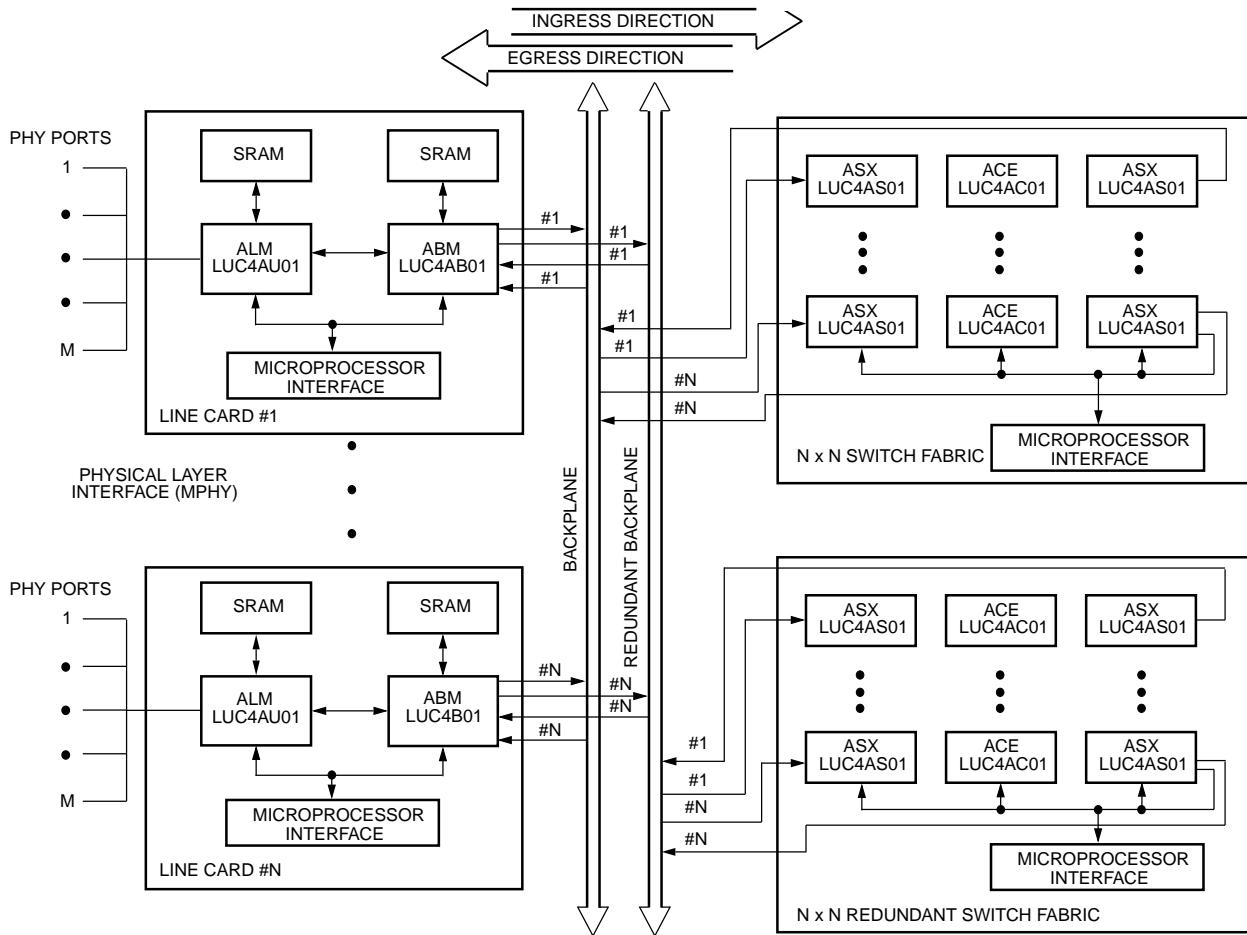 INGRESS DIRECTION
EGRESS DIRECTION
PHY PORTS
1
M
SRAM
SRAM
ALM
LUC4AU01
ABM
LUC4AB01
MICROPROCESSOR
INTERFACE
LINE CARD #1
#1
#1
#1
#1
PHYSICAL LAYER
INTERFACE (MPHY)
BACKPLANE
REDUNDANT BACKPLANE
#1
#1
#N
#N
ASX
LUC4AS01
ACE
LUC4AC01
ASX
LUC4AS01
ASX
LUC4AS01
ACE
LUC4AC01
ASX
LUC4AS01
MICROPROCESSOR
INTERFACE
N x N SWITCH FABRIC
PHY PORTS
1
M
SRAM
SRAM
ALM
LUC4AU01
ABM
LUC4B01
MICROPROCESSOR
INTERFACE
LINE CARD #N
#N
#N
#N
#N
#1
#1
#N
#N
ASX
LUC4AS01
ACE
LUC4AC01
ASX
LUC4AS01
ASX
LUC4AS01
ACE
LUC4AC01
ASX
LUC4AS01
MICROPROCESSOR
INTERFACE
N x N REDUNDANT SWITCH FABRIC